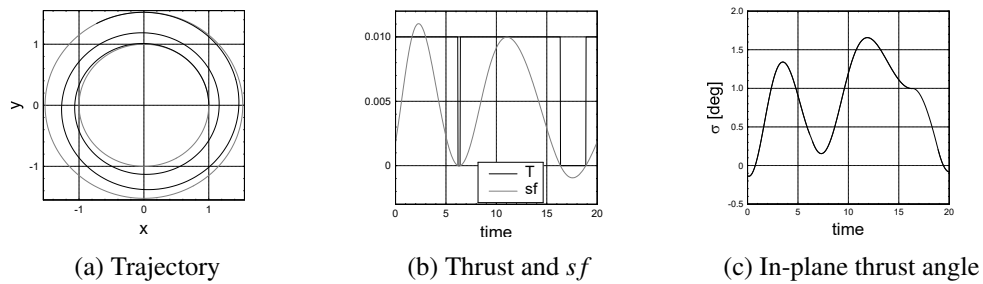 1
0
-1
y
-1
0
1
x
0.010
0.005
0
T
sf
0
5
10
15
20
time
2.0
1.5
1.0
0.5
0
-0.5
σ [deg]
0
5
10
15
20
time
(a) Trajectory
(b) Thrust and sf
(c) In-plane thrust angle